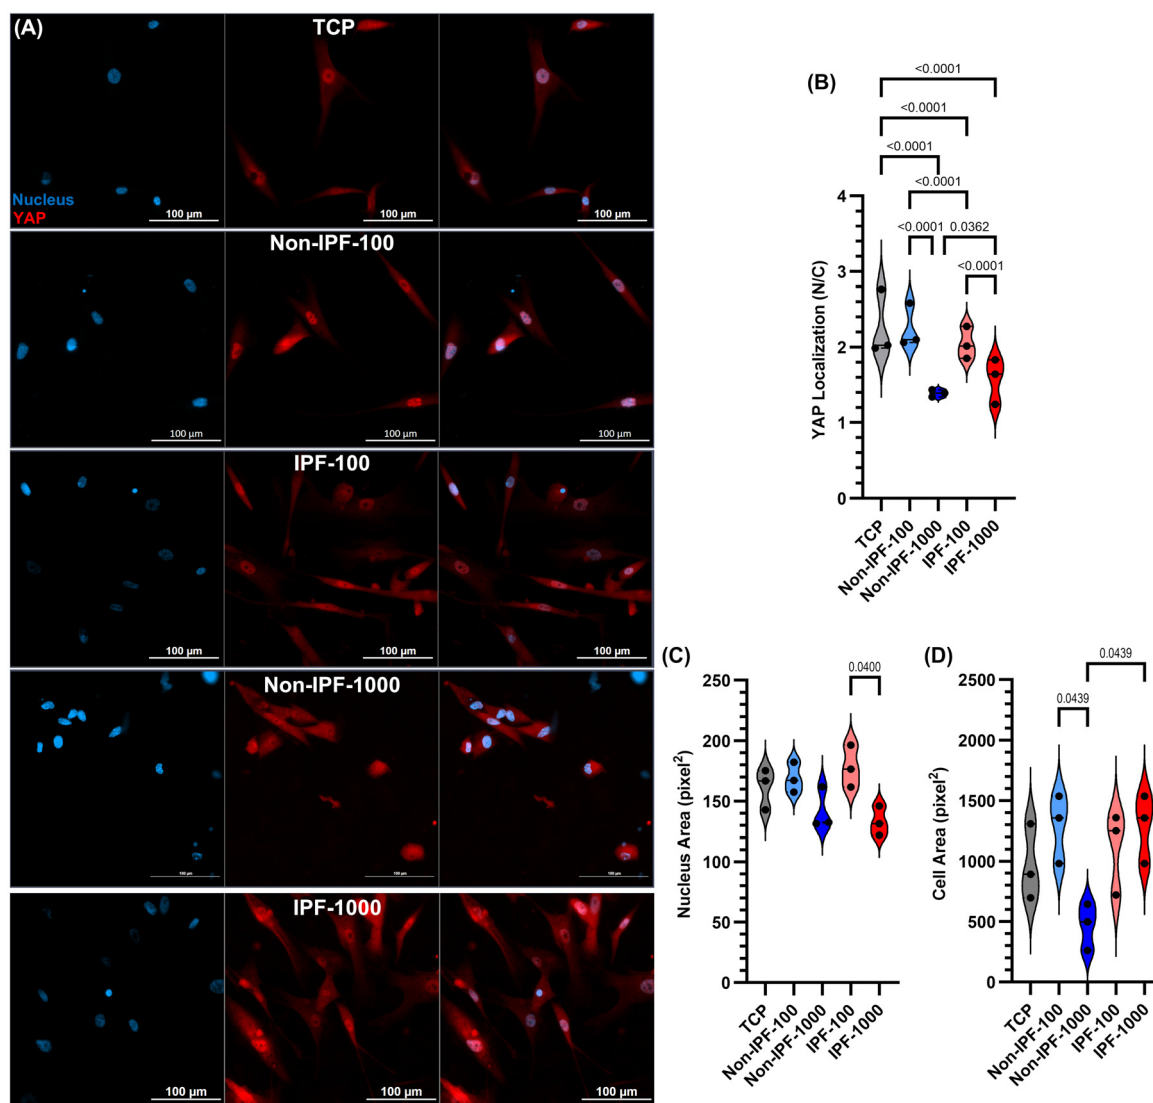 (A)
TCP
Nucleus
YAP
100 µm 100 µm 100 µm
Non-IPF-100
100 µm 100 µm 100 µm
IPF-100
100 µm 100 µm 100 µm
Non-IPF-1000
100 µm 100 µm 100 µm
IPF-1000
100 µm 100 µm 100 µm
(B)
<0.0001
<0.0001
<0.0001
<0.0001
<0.0001 0.0362
<0.0001
YAP Localization (N/C)
4
3
2
1
0
TCP
Non-IPF-100
Non-IPF-1000
IPF-100
IPF-1000
(C)
0.0400
Nucleus Area (pixel²)
250
200
150
100
50
0
TCP
Non-IPF-100
Non-IPF-1000
IPF-100
IPF-1000
(D)
0.0439
0.0439
Cell Area (pixel²)
2500
2000
1500
1000
500
0
TCP
Non-IPF-100
Non-IPF-1000
IPF-100
IPF-1000